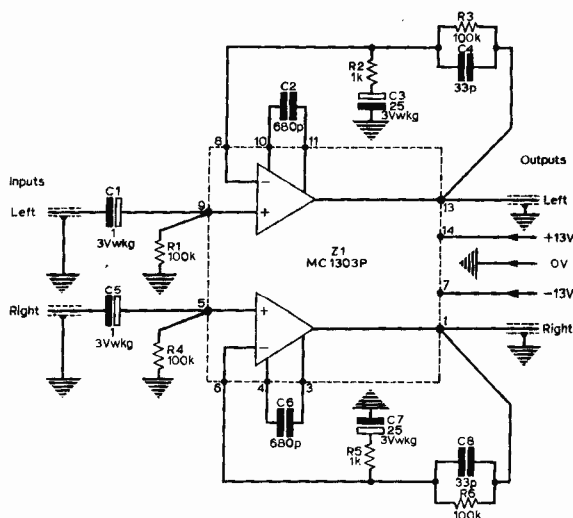 R3
100k
C4
33p
R2
1k
C3
25
3Vwkg
C2
680p
8
10
11
Inputs
Outputs
C1
Left
1
3Vwkg
9
13
Left
R1
100k
Z1
MC1303P
14
+13V
0V
7
-13V
C5
Right
1
3Vwkg
5
1
Right
R4
100k
6
4
3
C6
680p
C7
25
3Vwkg
R5
1k
C8
33p
R6
100k